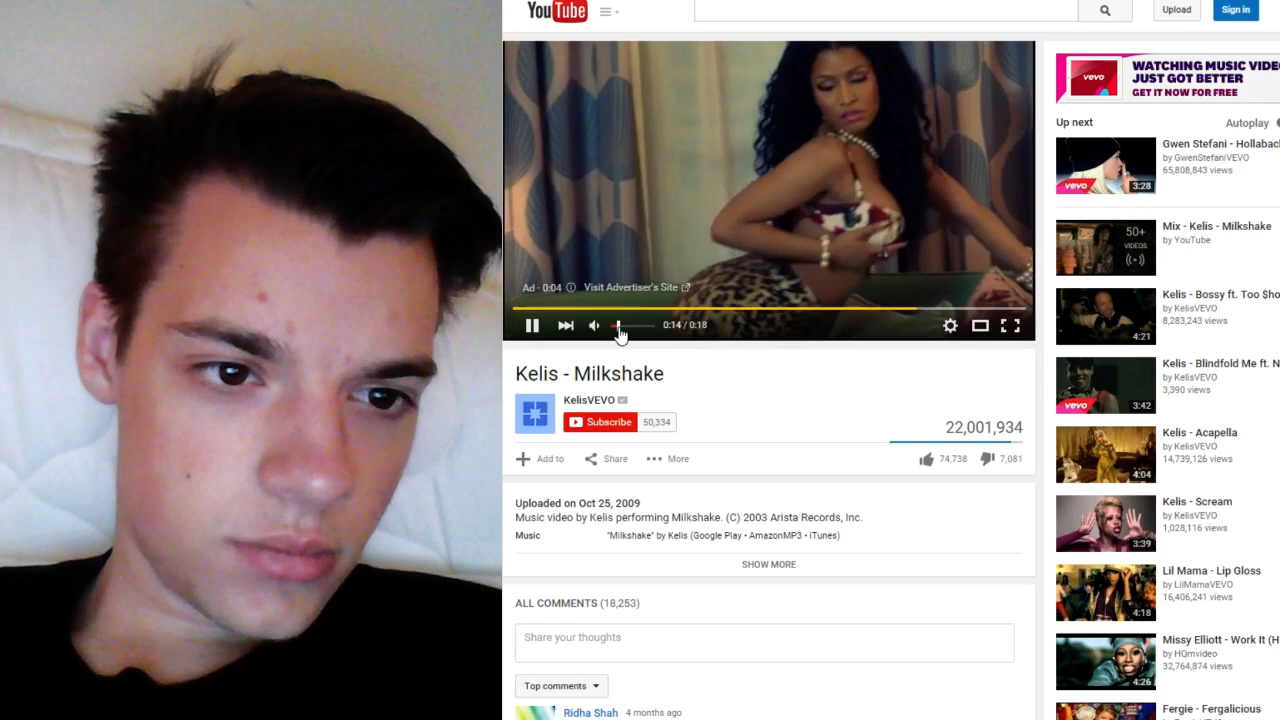 YouTube
Upload
Sign in
Ad · 0:04
Visit Advertiser's Site
0:14 / 0:18
Kelis - Milkshake
KelisVEVO
Subscribe
50,334
22,001,934
Add to
Share
More
74,738
7,081
Uploaded on Oct 25, 2009
Music video by Kelis performing Milkshake. (C) 2003 Arista Records, Inc.
Music
"Milkshake" by Kelis (Google Play • AmazonMP3 • iTunes)
SHOW MORE
ALL COMMENTS (18,253)
Share your thoughts
Top comments
Ridha Shah 4 months ago
vevo
WATCHING MUSIC VIDE
JUST GOT BETTER
GET IT NOW FOR FREE
Up next
Autoplay
Gwen Stefani - Hollaback
by GwenStefaniVEVO
65,808,843 views
vevo
3:28
Mix - Kelis - Milkshake
by YouTube
50+
VIDEOS
Kelis - Bossy ft. Too $ho
by KelisVEVO
8,283,243 views
4:21
Kelis - Blindfold Me ft. N
by KelisVEVO
3,390 views
vevo
3:42
Kelis - Acapella
by KelisVEVO
14,739,126 views
4:04
Kelis - Scream
by KelisVEVO
1,028,116 views
3:39
Lil Mama - Lip Gloss
by LilMamaVEVO
16,406,241 views
4:18
Missy Elliott - Work It (H
by HQmvideo
32,764,874 views
4:26
Fergie - Fergalicious